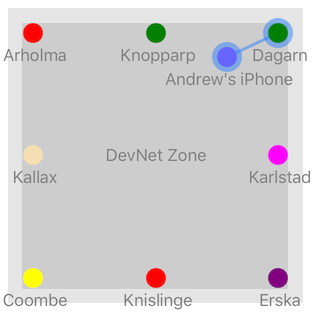 Arholma
Knopparp
Dagarn
Andrew's iPhone
Kallax
DevNet Zone
Karlstad
Coombe
Knislinge
Erska